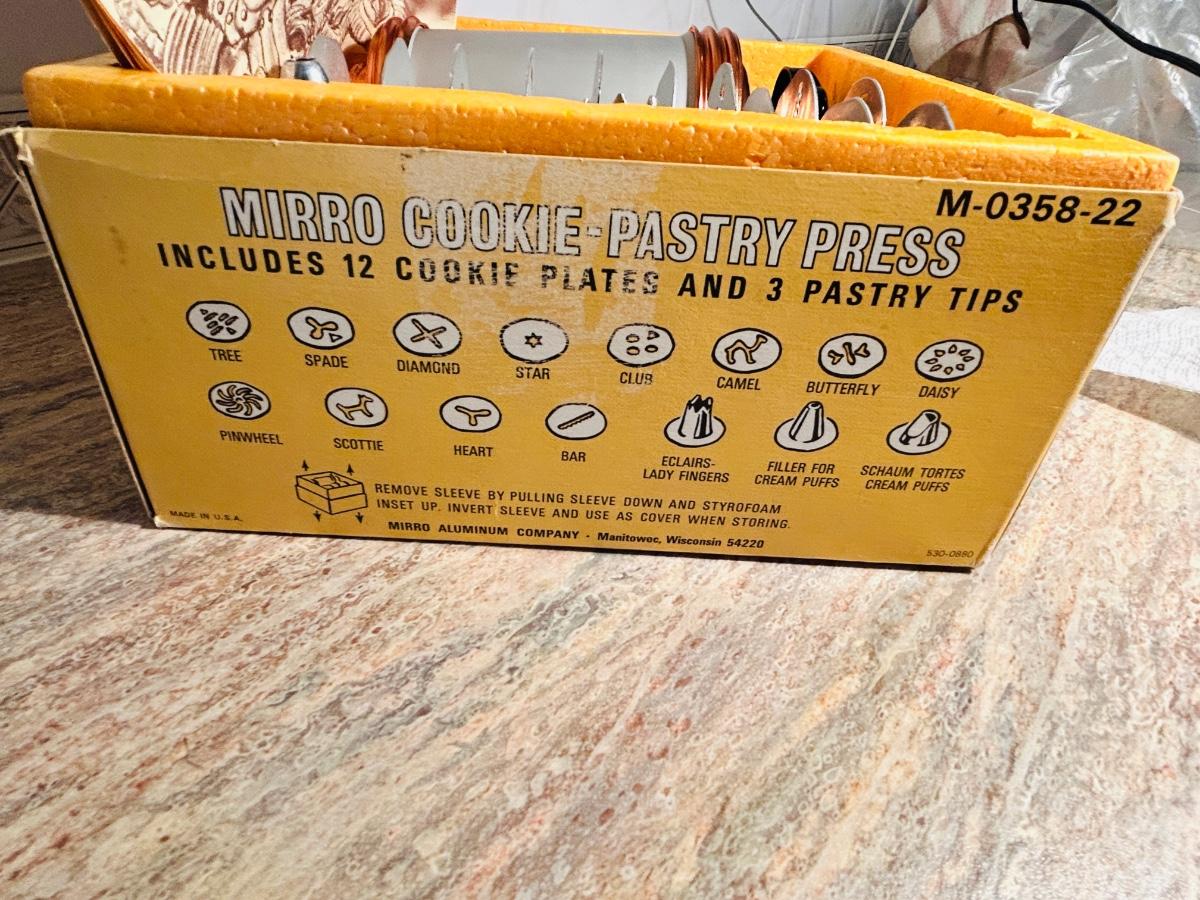 M-0358-22
MIRRO COOKIE-PASTRY PRESS
INCLUDES 12 COOKIE PLATES AND 3 PASTRY TIPS
TREE SPADE DIAMOND STAR CLUB CAMEL BUTTERFLY DAISY
PINWHEEL SCOTTIE HEART BAR
ECLAIRS-
LADY FINGERS
FILLER FOR
CREAM PUFFS
SCHAUM TORTES
CREAM PUFFS
REMOVE SLEEVE BY PULLING SLEEVE DOWN AND STYROFOAM
INSET UP. INVERT SLEEVE AND USE AS COVER WHEN STORING.
MADE IN U.S.A.
MIRRO ALUMINUM COMPANY · Manitowoc, Wisconsin 54220
530-0880